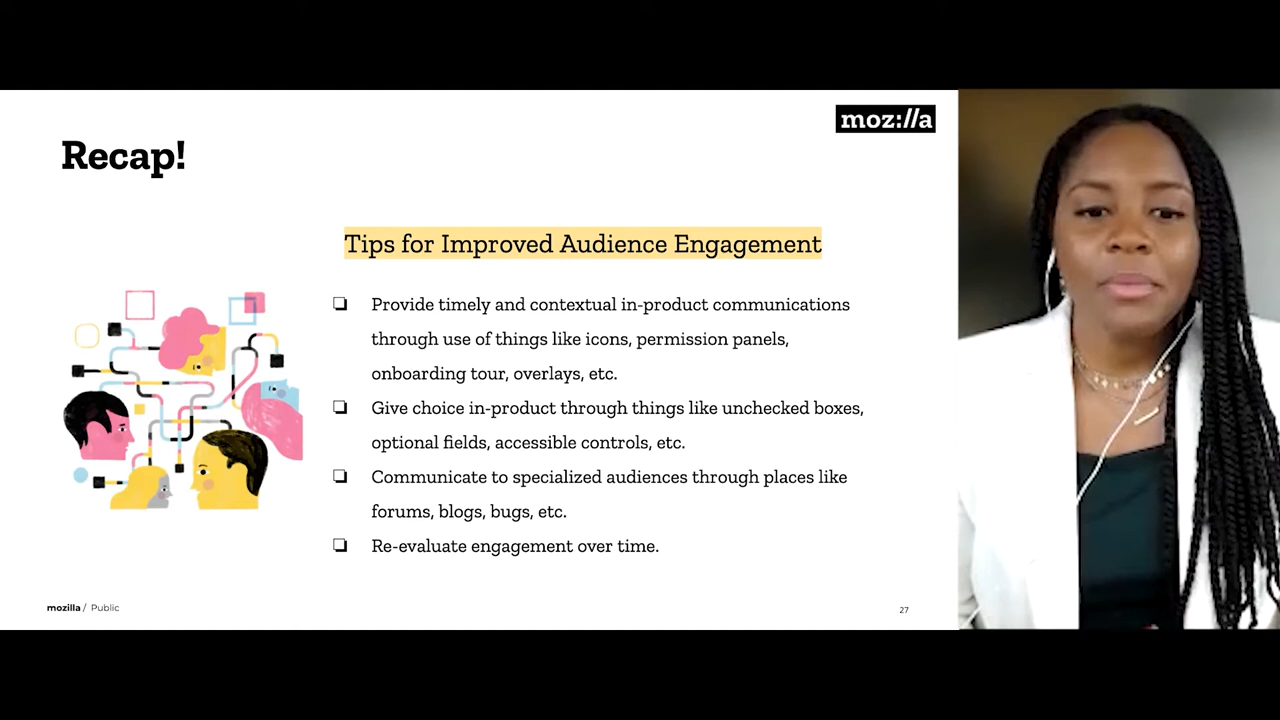 moz://a
Recap!
Tips for Improved Audience Engagement
❏ Provide timely and contextual in-product communications
through use of things like icons, permission panels,
onboarding tour, overlays, etc.
❏ Give choice in-product through things like unchecked boxes,
optional fields, accessible controls, etc.
❏ Communicate to specialized audiences through places like
forums, blogs, bugs, etc.
❏ Re-evaluate engagement over time.
mozilla / Public
27